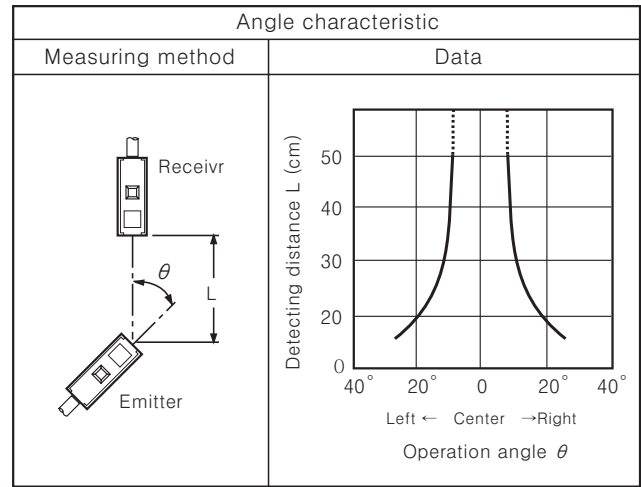 Angle characteristic
Measuring method
Data
Receivr
θ
L
Emitter
Detecting distance L (cm)
50
40
30
20
0
40° 20° 0 20° 40°
Left ← Center →Right
Operation angle θ